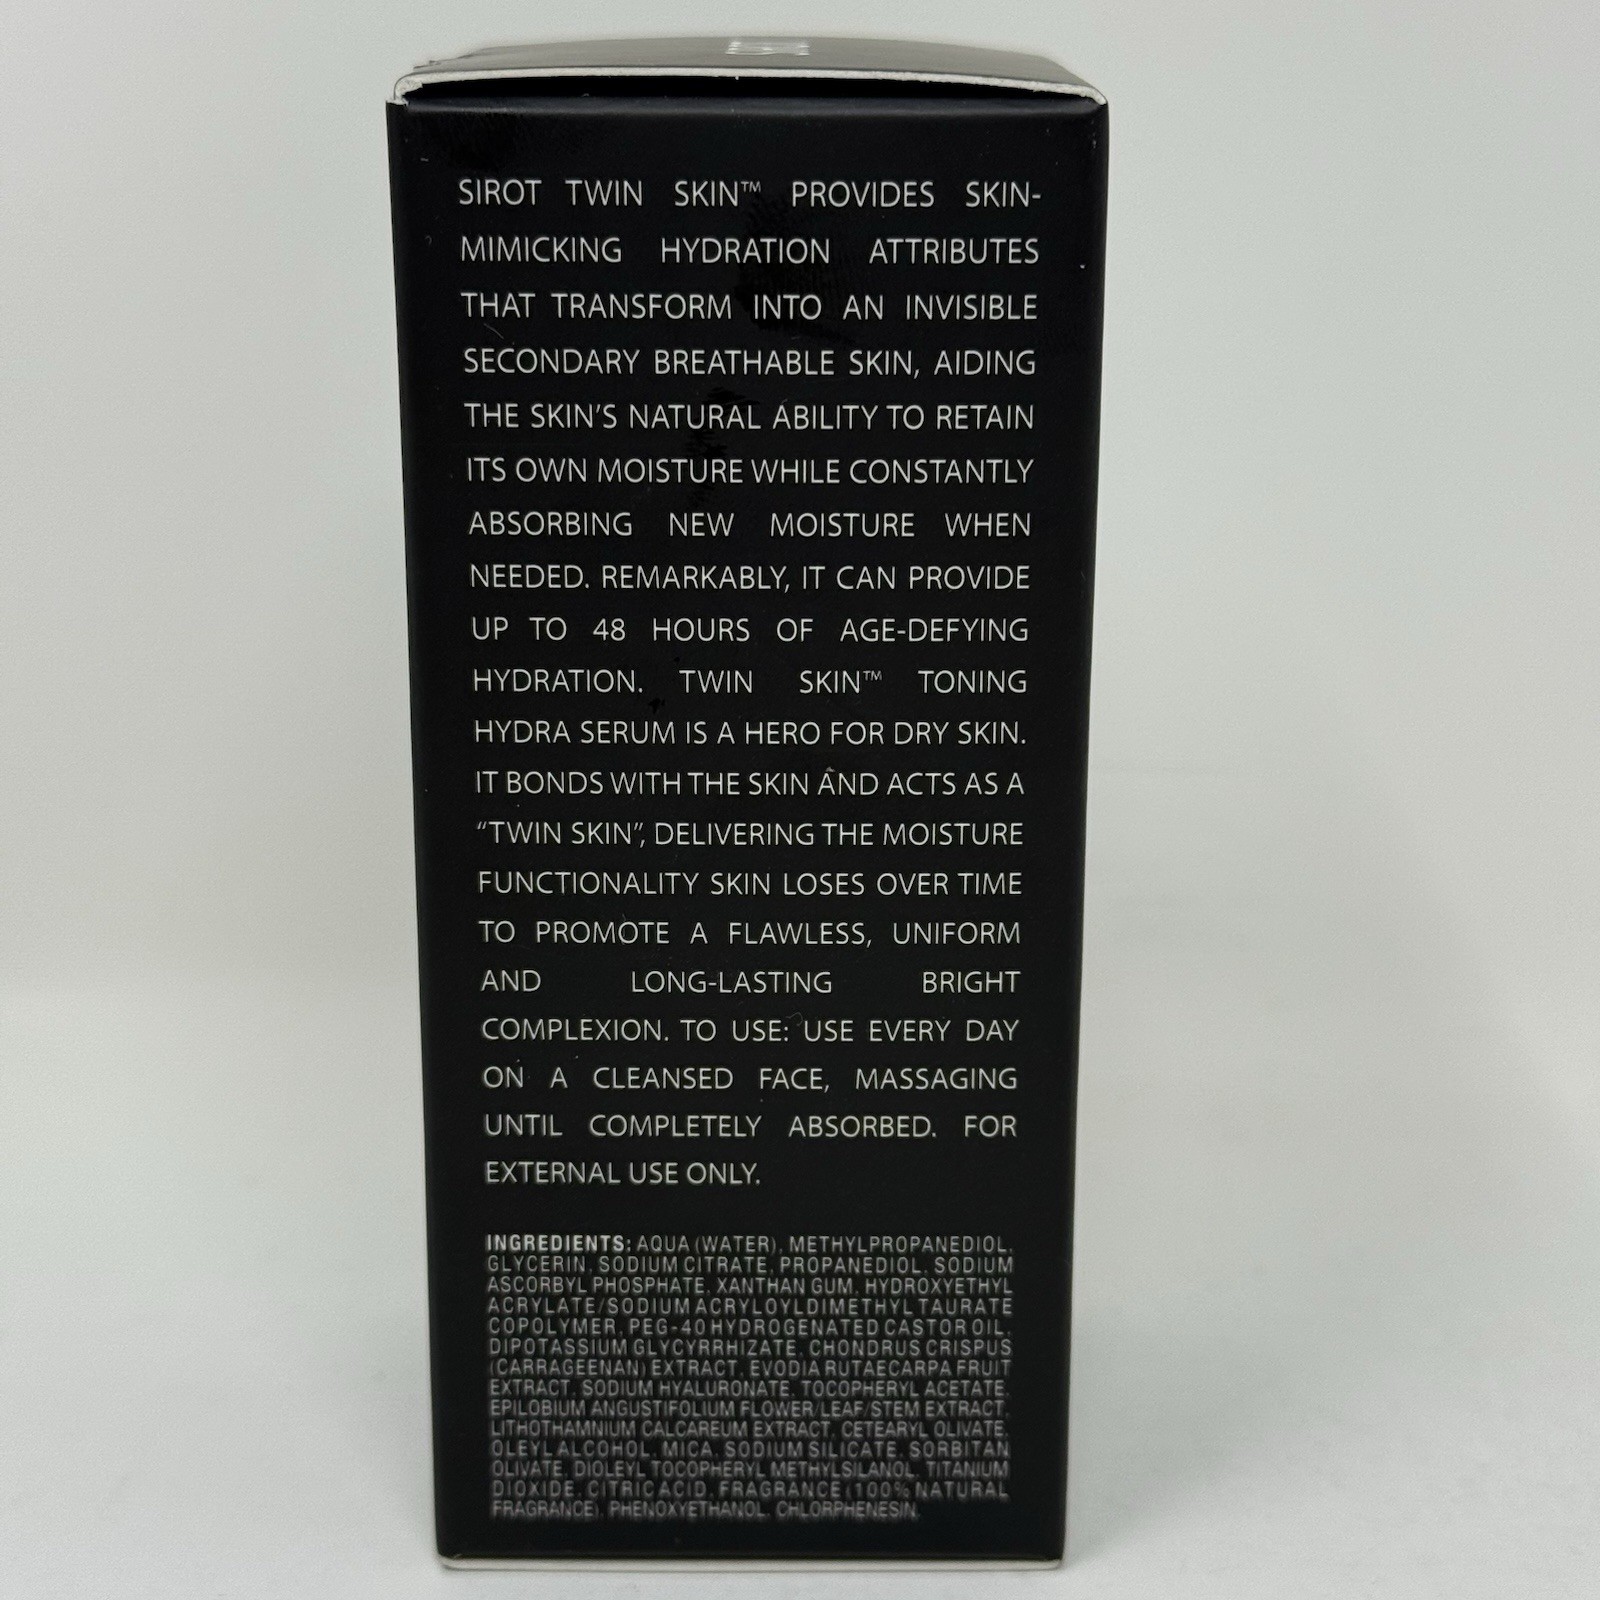 SIROT TWIN SKIN™ PROVIDES SKIN-
MIMICKING HYDRATION ATTRIBUTES
THAT TRANSFORM INTO AN INVISIBLE
SECONDARY BREATHABLE SKIN, AIDING
THE SKIN'S NATURAL ABILITY TO RETAIN
ITS OWN MOISTURE WHILE CONSTANTLY
ABSORBING NEW MOISTURE WHEN
NEEDED. REMARKABLY, IT CAN PROVIDE
UP TO 48 HOURS OF AGE-DEFYING
HYDRATION. TWIN SKIN™ TONING
HYDRA SERUM IS A HERO FOR DRY SKIN.
IT BONDS WITH THE SKIN AND ACTS AS A
“TWIN SKIN”, DELIVERING THE MOISTURE
FUNCTIONALITY SKIN LOSES OVER TIME
TO PROMOTE A FLAWLESS, UNIFORM
AND LONG-LASTING BRIGHT
COMPLEXION. TO USE: USE EVERY DAY
ON A CLEANSED FACE, MASSAGING
UNTIL COMPLETELY ABSORBED. FOR
EXTERNAL USE ONLY.
INGREDIENTS: AQUA (WATER), METHYLPROPANEDIOL,
GLYCERIN, SODIUM CITRATE, PROPANEDIOL, SODIUM
ASCORBYL PHOSPHATE, XANTHAN GUM, HYDROXYETHYL
ACRYLATE/SODIUM ACRYLOYLDIMETHYL TAURATE
COPOLYMER, PEG-40 HYDROGENATED CASTOR OIL,
DIPOTASSIUM GLYCYRRHIZATE, CHONDRUS CRISPUS
(CARRAGEENAN) EXTRACT, EVODIA RUTAECARPA FRUIT
EXTRACT, SODIUM HYALURONATE, TOCOPHERYL ACETATE,
EPILOBIUM ANGUSTIFOLIUM FLOWER/LEAF/STEM EXTRACT,
LITHOTHAMNIUM CALCAREUM EXTRACT, CETEARYL OLIVATE,
OLEYL ALCOHOL, MICA, SODIUM SILICATE, SORBITAN
OLIVATE, DIOLEYL TOCOPHERYL METHYLSILANOL, TITANIUM
DIOXIDE, CITRIC ACID, FRAGRANCE (100% NATURAL
FRAGRANCE), PHENOXYETHANOL, CHLORPHENESIN.